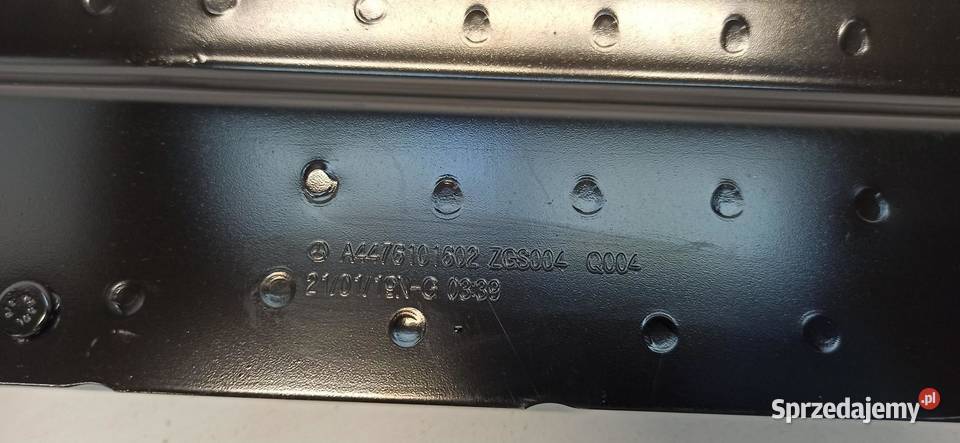 A4476101602 ZGS004 Q004
21/01/19N-G 0339
Sprzedajemy.pl